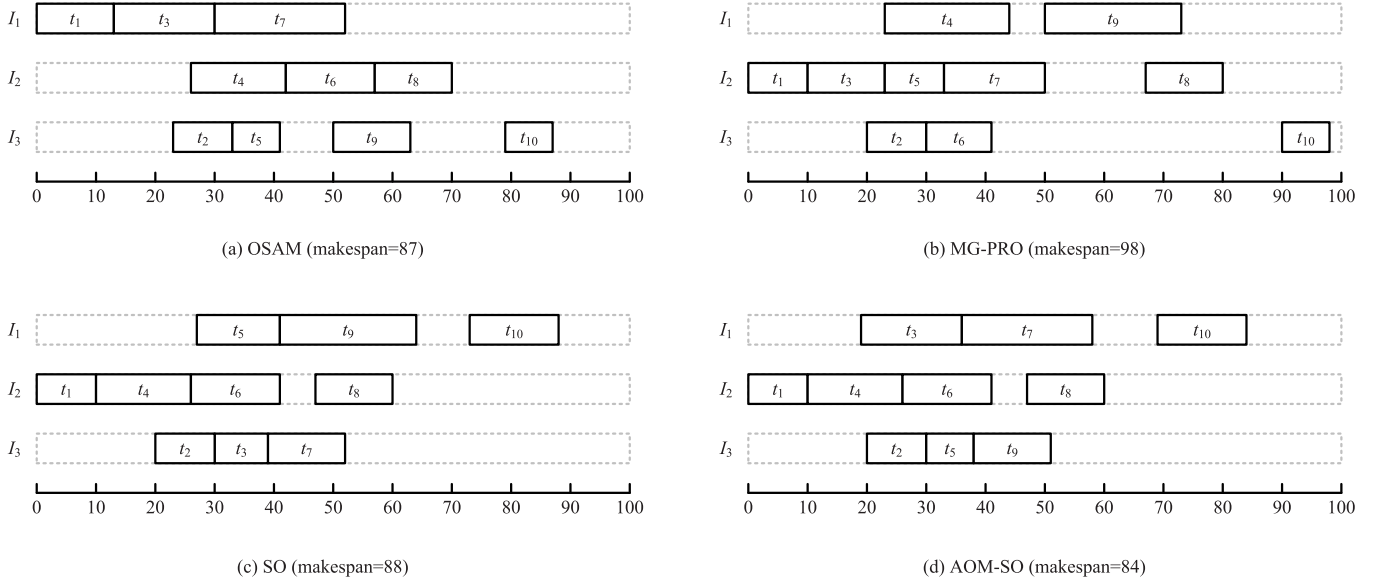 I1 t1 t3 t7
I2 t4 t6 t8
I3 t2 t5 t9 t10
0 10 20 30 40 50 60 70 80 90 100
(a) OSAM (makespan=87)
I1 t4 t9
I2 t1 t3 t5 t7 t8
I3 t2 t6 t10
0 10 20 30 40 50 60 70 80 90 100
(b) MG-PRO (makespan=98)
I1 t5 t9 t10
I2 t1 t4 t6 t8
I3 t2 t3 t7
0 10 20 30 40 50 60 70 80 90 100
(c) SO (makespan=88)
I1 t3 t7 t10
I2 t1 t4 t6 t8
I3 t2 t5 t9
0 10 20 30 40 50 60 70 80 90 100
(d) AOM-SO (makespan=84)